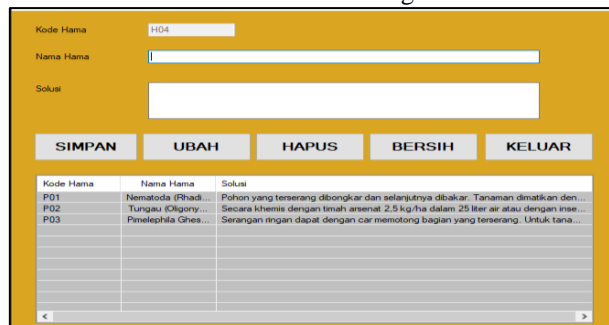 Kode Hama H04
Nama Hama
Solusi
SIMPAN UBAH HAPUS BERSIH KELUAR
Kode Hama Nama Hama Solusi
P01 Nematoda (Rhadi... Pohon yang terserang dibongkar dan selanjutnya dibakar. Tanaman dimatikan den...
P02 Tungau (Oligony... Secara khemis dengan timah arsenat 2,5 kg/ha dalam 25 liter air atau dengan inse...
P03 Pimelephila Ghes... Serangan ringan dapat dengan car memotong bagian yang terserang. Untuk tana...